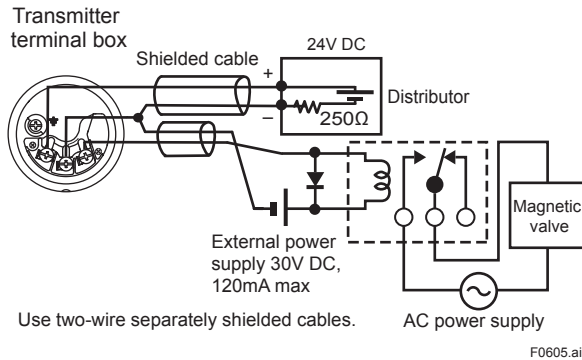 Transmitter
terminal box
Shielded cable
24V DC
+
−
250Ω
Distributor
External power
supply 30V DC,
120mA max
Magnetic
valve
Use two-wire separately shielded cables.
AC power supply
F0605.ai